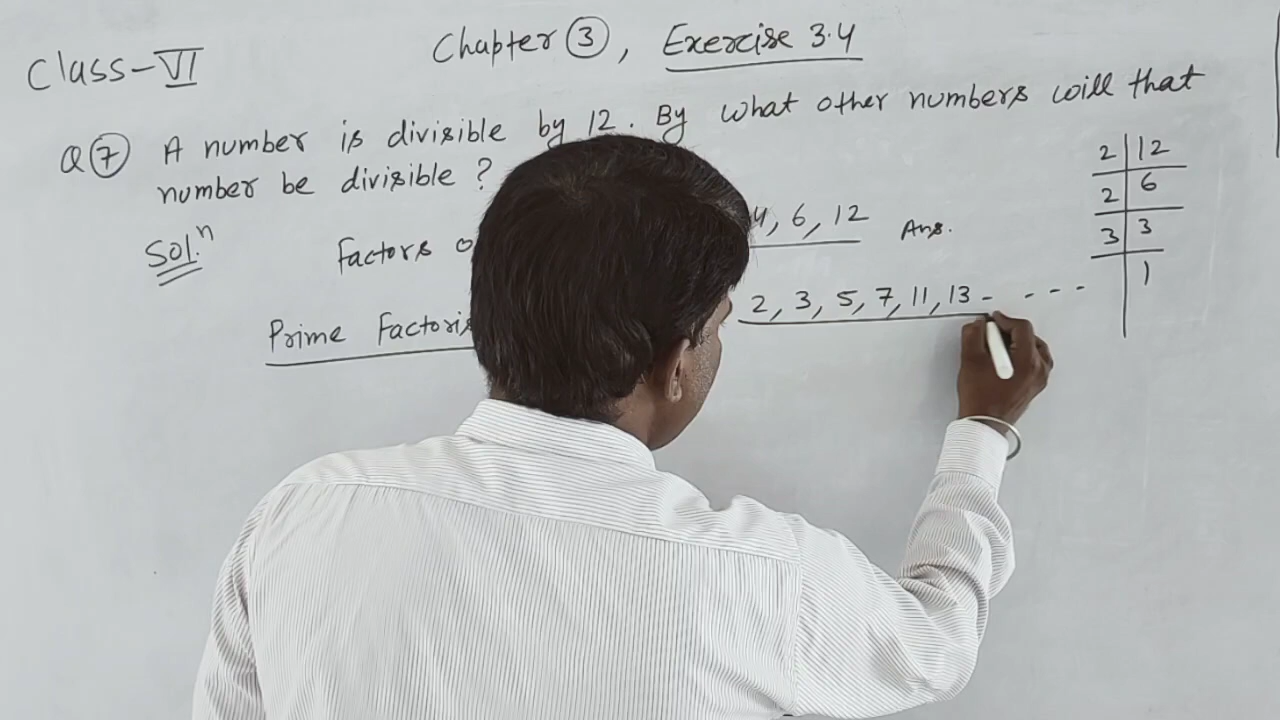 Class-VI
Chapter 3, Exercise 3.4
Q 7 A number is divisible by 12. By what other numbers will that
number be divisible ?
Sol.n Factors 4, 6, 12 Ans.
Prime 2, 3, 5, 7, 11, 13 - - - -
2 | 12
2 | 6
3 | 3
1